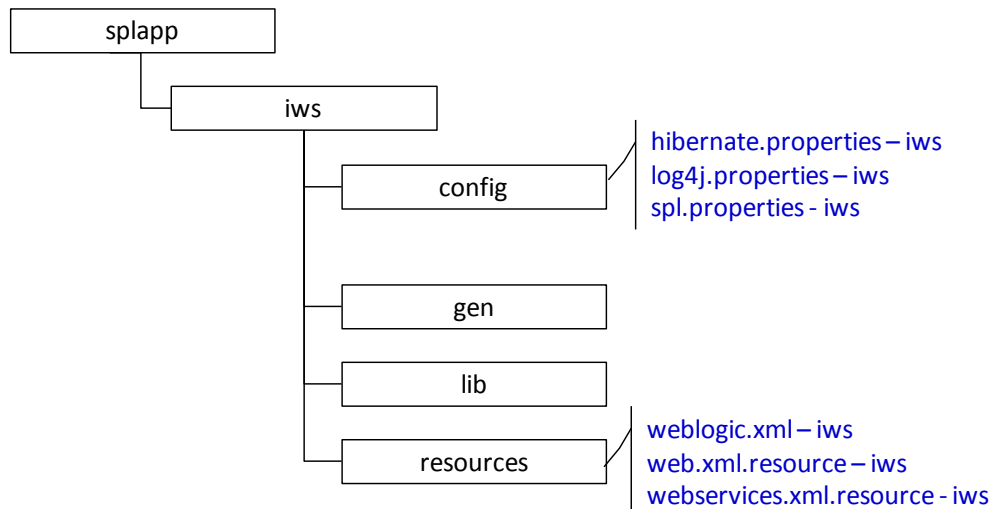 splapp
iws
config
hibernate.properties – iws
log4j.properties – iws
spl.properties - iws
gen
lib
resources
weblogic.xml – iws
web.xml.resource – iws
webservices.xml.resource - iws